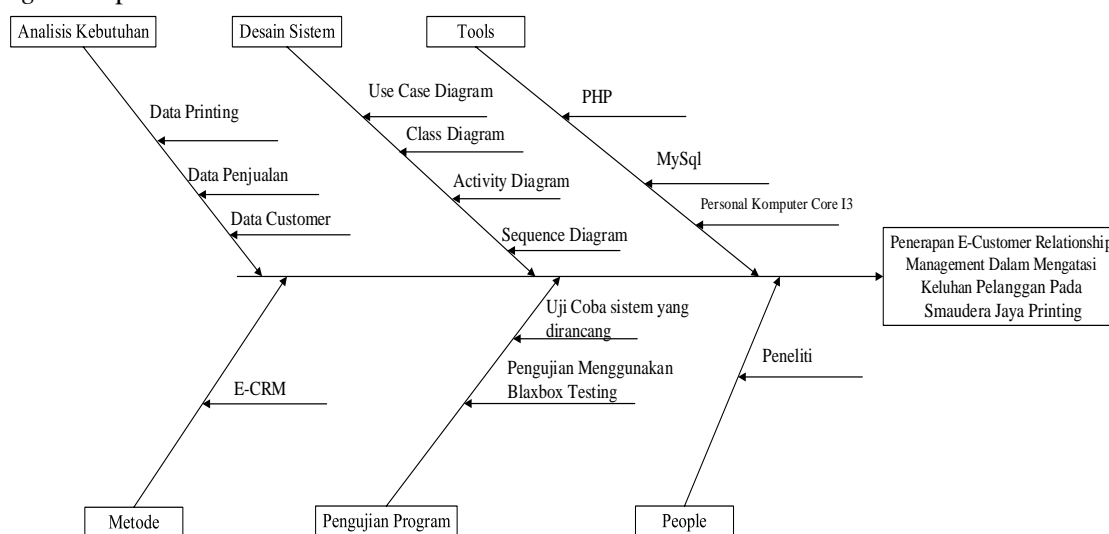 Analisis Kebutuhan
Desain Sistem
Tools
Data Printing
Data Penjualan
Data Customer
Use Case Diagram
Class Diagram
Activity Diagram
Sequence Diagram
PHP
MySql
Personal Komputer Core I3
Penerapan E-Customer Relationship
Management Dalam Mengatasi
Keluhan Pelanggan Pada
Smaudera Jaya Printing
E-CRM
Uji Coba sistem yang
dirancang
Pengujian Menggunakan
Blaxbox Testing
Peneliti
Metode
Pengujian Program
People